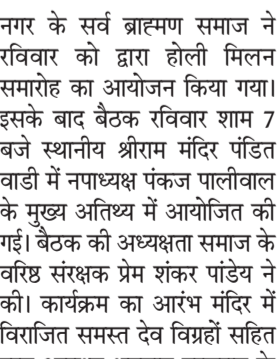 नगर के सर्व ब्राह्मण समाज ने
रविवार को द्वारा होली मिलन
समारोह का आयोजन किया गया।
इसके बाद बैठक रविवार शाम 7
बजे स्थानीय श्रीराम मंदिर पंडित
वाडी में नपाध्यक्ष पंकज पालीवाल
के मुख्य अतिथ्य में आयोजित की
गई। बैठक की अध्यक्षता समाज के
वरिष्ठ संरक्षक प्रेम शंकर पांडेय ने
की। कार्यक्रम का आरंभ मंदिर में
विराजित समस्त देव विग्रहों सहित